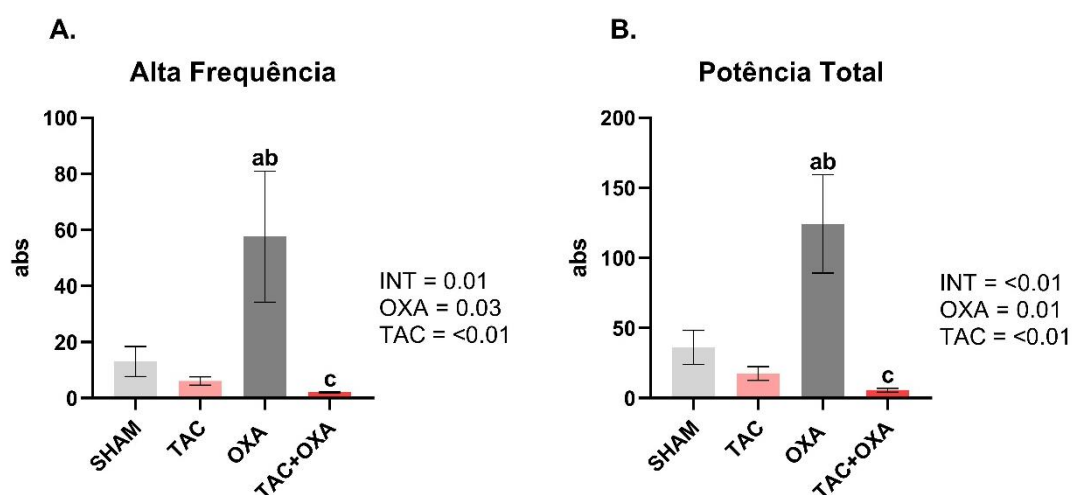 A.
Alta Frequência
100
80
60
40
20
0
abs
ab
c
SHAM
TAC
OXA
TAC+OXA
INT = 0.01
OXA = 0.03
TAC = <0.01
B.
Potência Total
200
150
100
50
0
abs
ab
c
SHAM
TAC
OXA
TAC+OXA
INT = <0.01
OXA = 0.01
TAC = <0.01